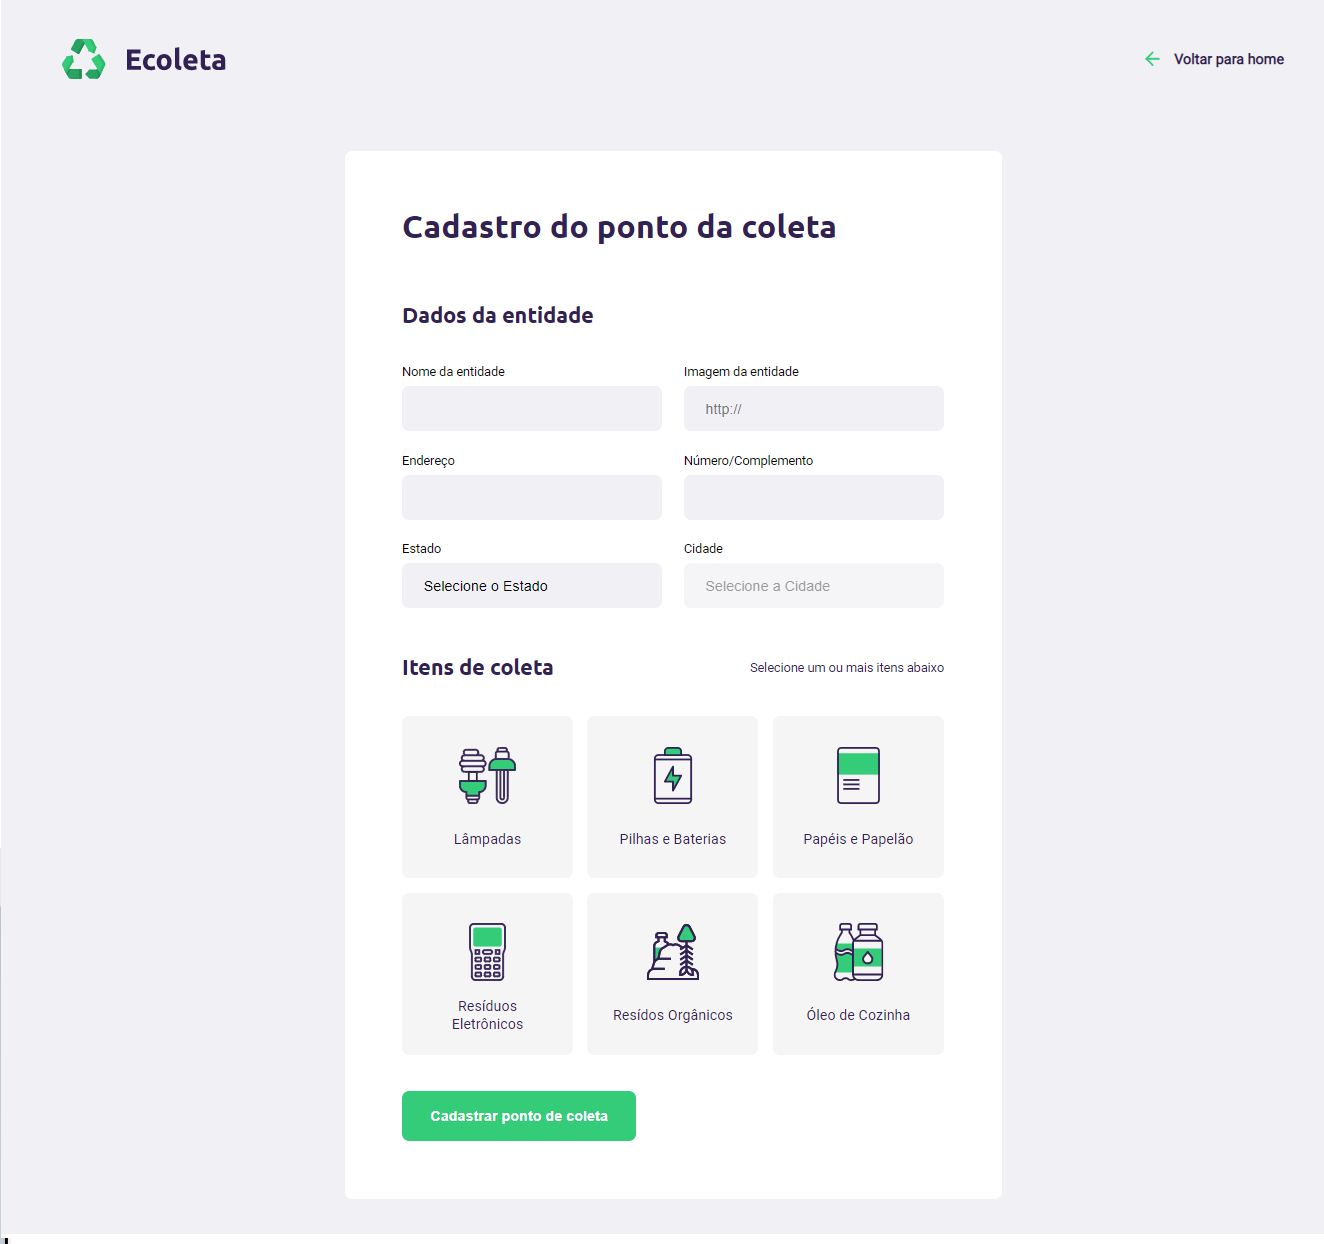 Ecoleta
Voltar para home
Cadastro do ponto da coleta
Dados da entidade
Nome da entidade
Imagem da entidade
http://
Endereço
Número/Complemento
Estado
Cidade
Selecione o Estado
Selecione a Cidade
Itens de coleta
Selecione um ou mais itens abaixo
Lâmpadas
Pilhas e Baterias
Papéis e Papelão
Resíduos
Eletrônicos
Resídos Orgânicos
Óleo de Cozinha
Cadastrar ponto de coleta